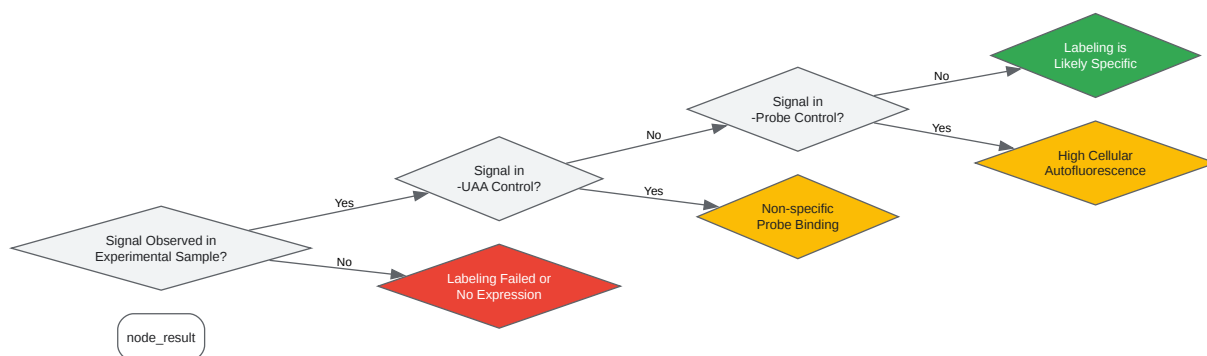 Signal Observed in
Experimental Sample?
Yes
No
Signal in
-UAA Control?
Labeling Failed or
No Expression
No
Yes
Signal in
-Probe Control?
Non-specific
Probe Binding
No
Yes
Labeling is
Likely Specific
High Cellular
Autofluorescence
node_result